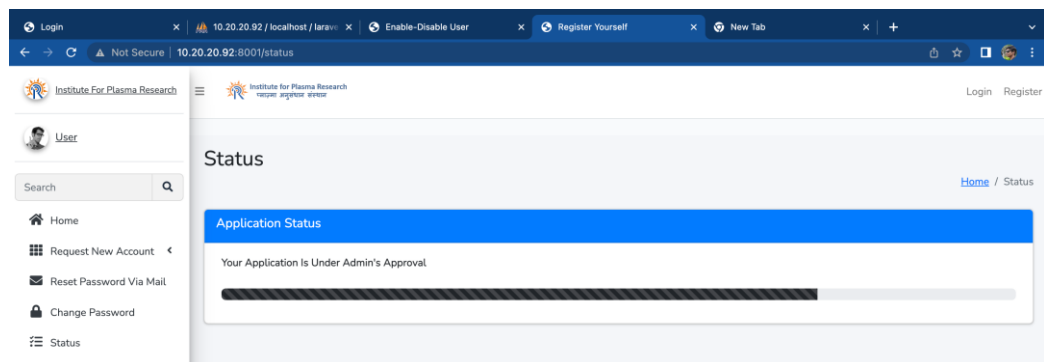 Login
10.20.20.92 / localhost / larave
Enable-Disable User
Register Yourself
New Tab
Not Secure | 10.20.20.92:8001/status
Institute For Plasma Research
Institute for Plasma Research
प्लाज़्मा अनुसंधान संस्थान
Login Register
User
Status
Search
Home / Status
Home
Application Status
Request New Account
Your Application Is Under Admin's Approval
Reset Password Via Mail
Change Password
Status